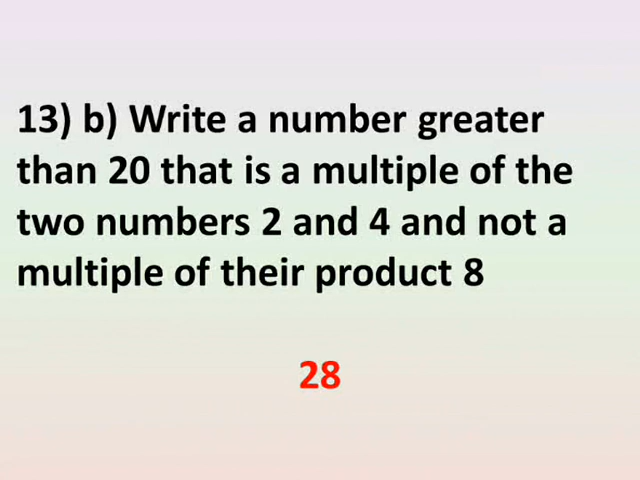 13) b) Write a number greater
than 20 that is a multiple of the
two numbers 2 and 4 and not a
multiple of their product 8
28